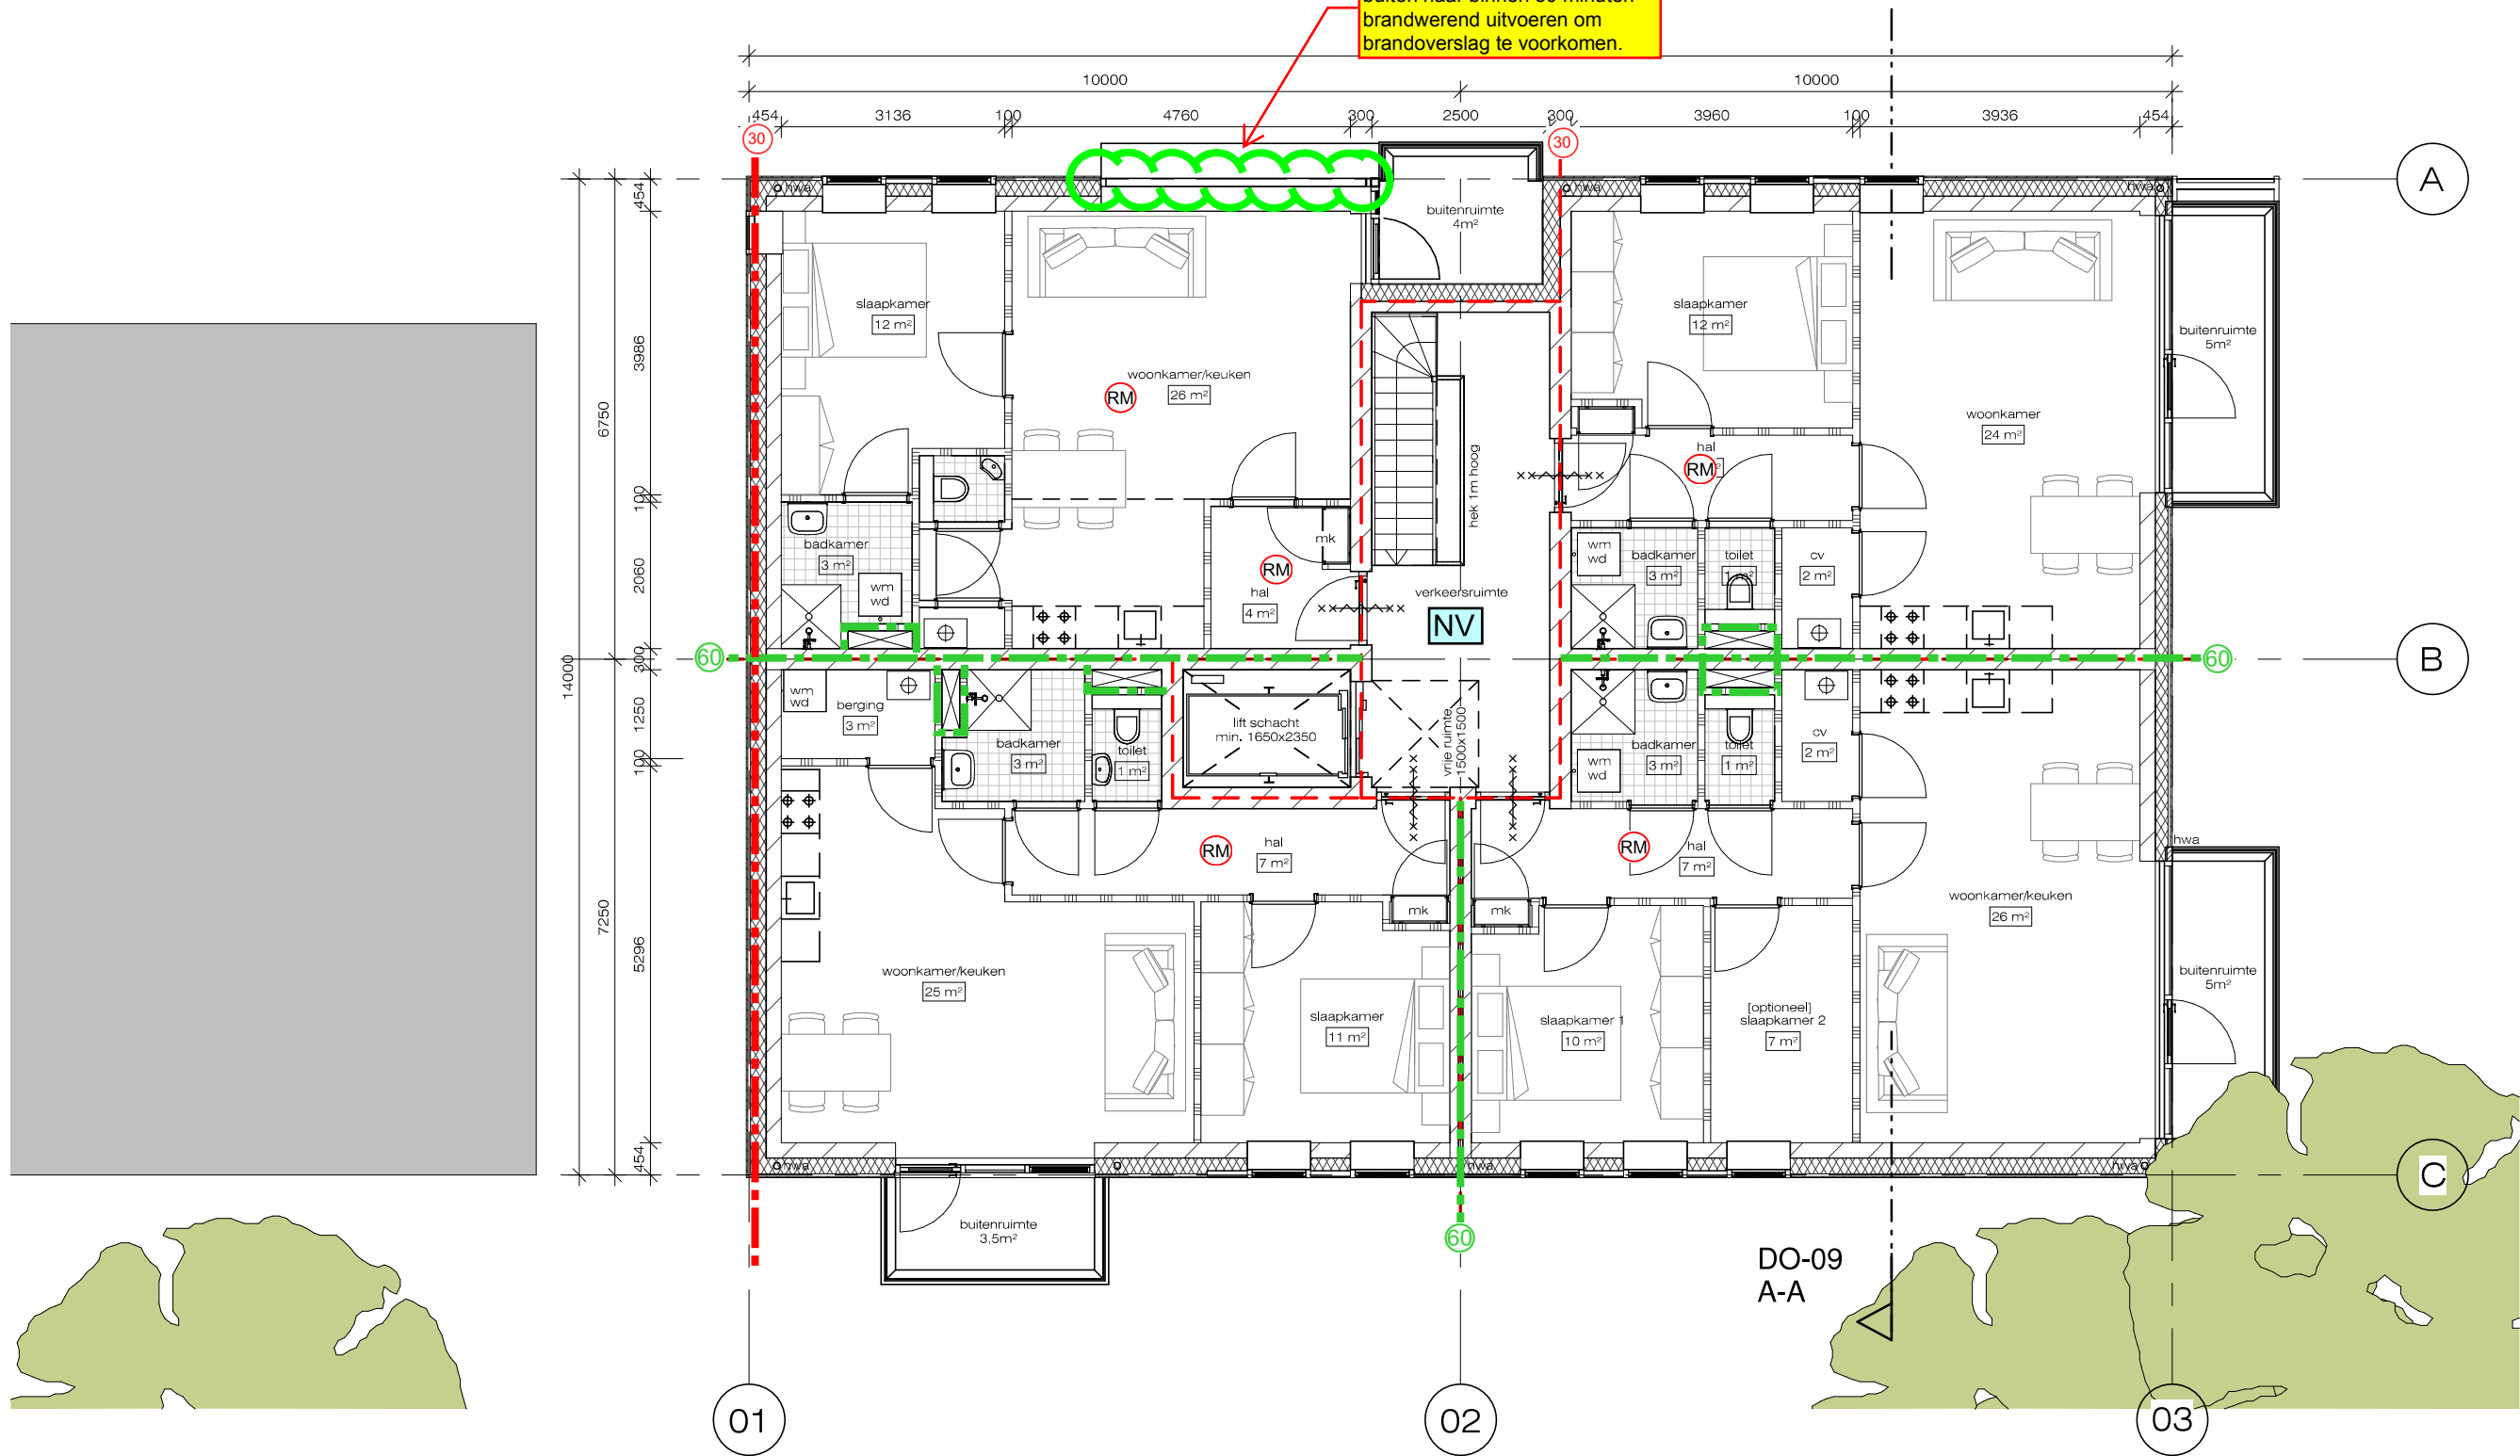 brandwerend uitvoeren om
brandoverslag te voorkomen.
10000
10000
454
3136
100
4760
300
2500
300
3960
100
3936
454
30
30
A
hwa
hwa
hwa
454
buitenruimte
4m²
slaapkamer
12 m²
slaapkamer
12 m²
buitenruimte
5m²
3986
woonkamer/keuken
26 m²
RM
6750
woonkamer
24 m²
hal
RM
hek 1m hoog
100
mk
badkamer
3 m²
wm
wd
2060
RM
hal
4 m²
verkeersruimte
NV
wm
wd
badkamer
3 m²
toilet
1 m²
cv
2 m²
60
60
B
300
14000
wm
wd
berging
3 m²
1250
badkamer
3 m²
toilet
1 m²
lift schacht
min. 1650x2350
vrije ruimte
1500x1500
wm
wd
badkamer
3 m²
toilet
1 m²
cv
2 m²
100
RM
hal
7 m²
RM
hal
7 m²
hwa
mk
mk
woonkamer/keuken
26 m²
7250
5296
woonkamer/keuken
25 m²
slaapkamer
11 m²
slaapkamer 1
10 m²
[optioneel]
slaapkamer 2
7 m²
buitenruimte
5m²
454
hwa
hwa
hwa
C
buitenruimte
3,5m²
60
DO-09
A-A
01
02
03